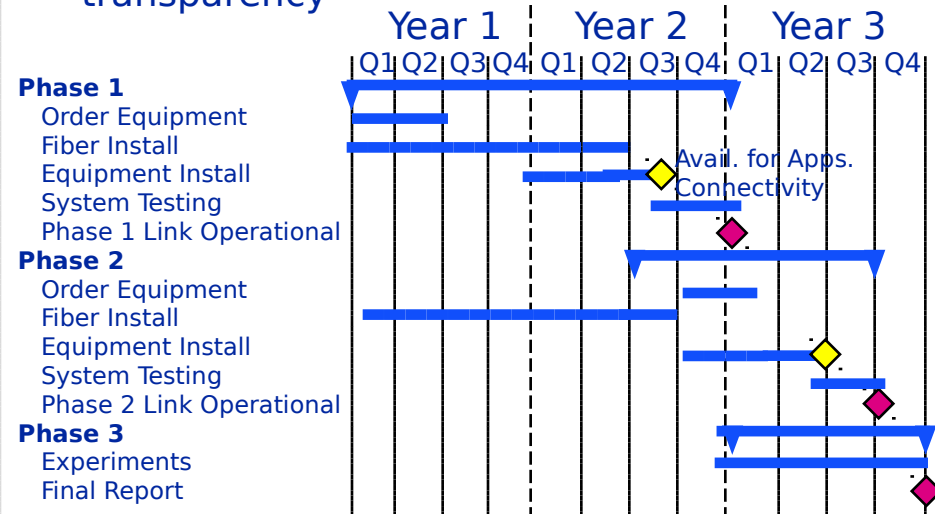 transparency
Year 1 Year 2 Year 3
Q1 Q2 Q3 Q4 Q1 Q2 Q3 Q4 Q1 Q2 Q3 Q4
Phase 1
Order Equipment
Fiber Install
Avail. for Apps.
Equipment Install
Connectivity
System Testing
Phase 1 Link Operational
Phase 2
Order Equipment
Fiber Install
Equipment Install
System Testing
Phase 2 Link Operational
Phase 3
Experiments
Final Report